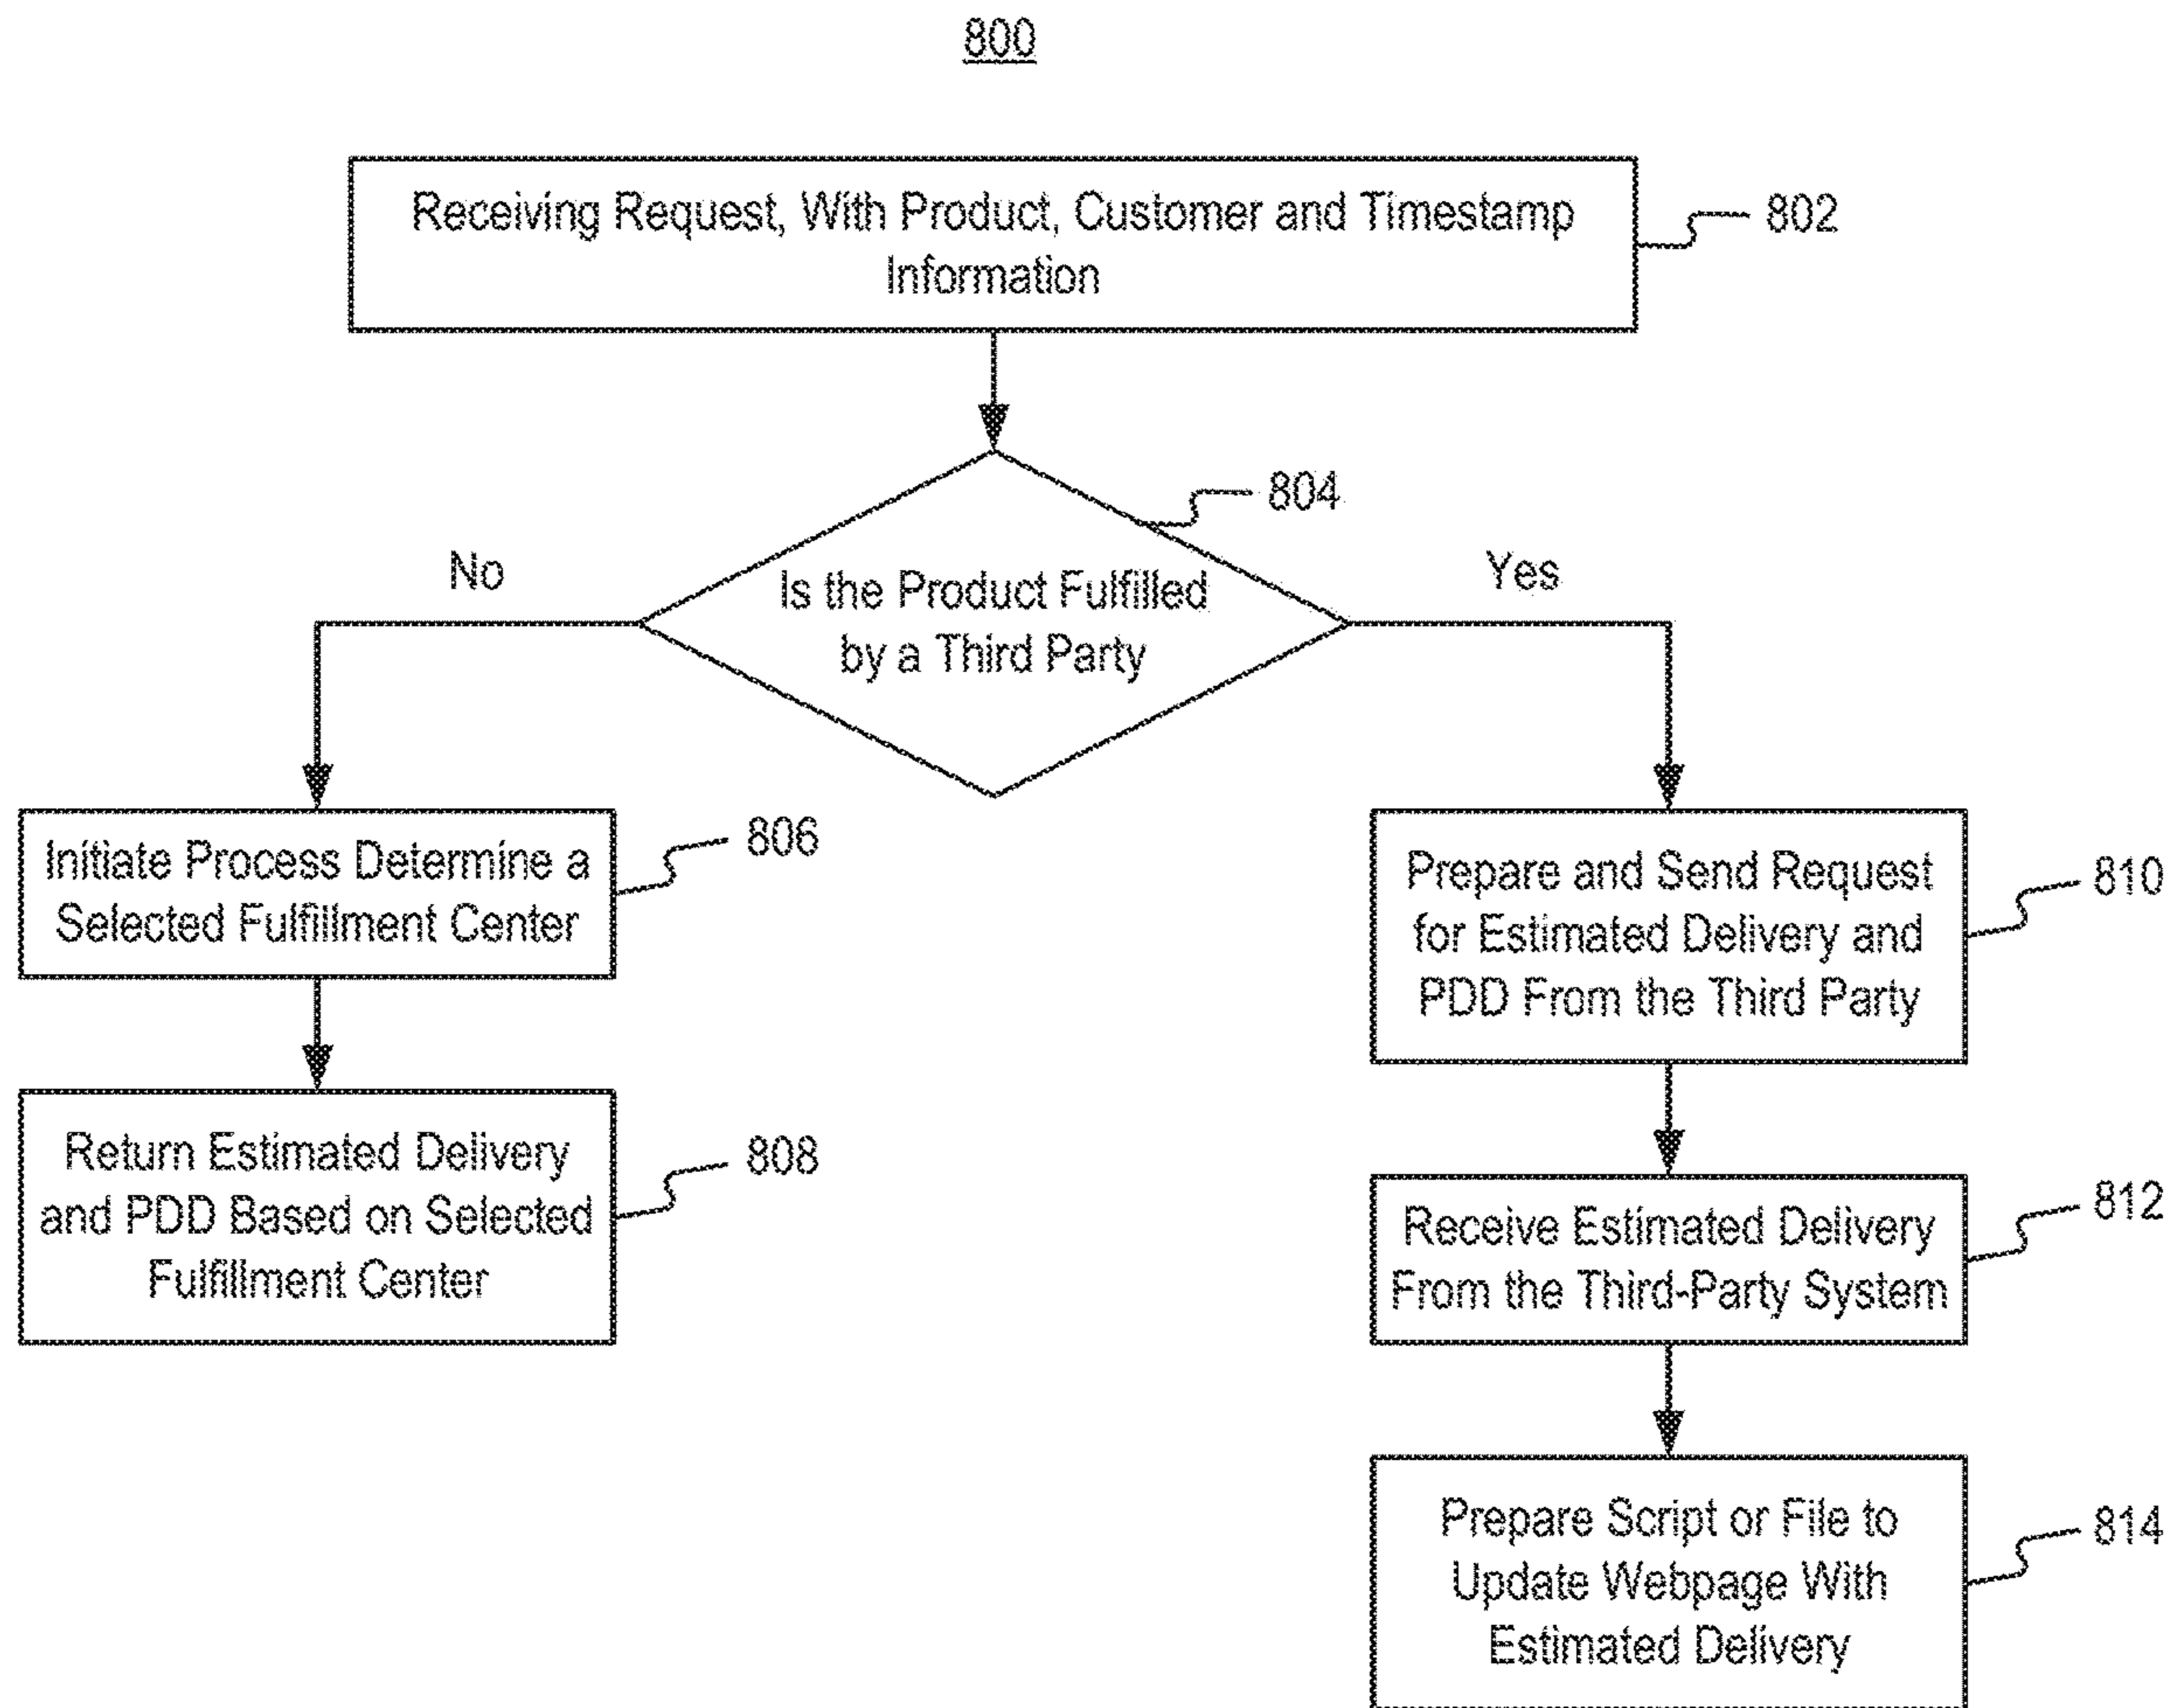 800
Receiving Request, With Product, Customer and Timestamp
Information
802
804
Is the Product Fulfilled
by a Third Party
No
Yes
Initiate Process Determine a
Selected Fulfillment Center
806
Return Estimated Delivery
and PDD Based on Selected
Fulfillment Center
808
Prepare and Send Request
for Estimated Delivery and
PDD From the Third Party
810
Receive Estimated Delivery
From the Third-Party System
812
Prepare Script or File to
Update Webpage With
Estimated Delivery
814